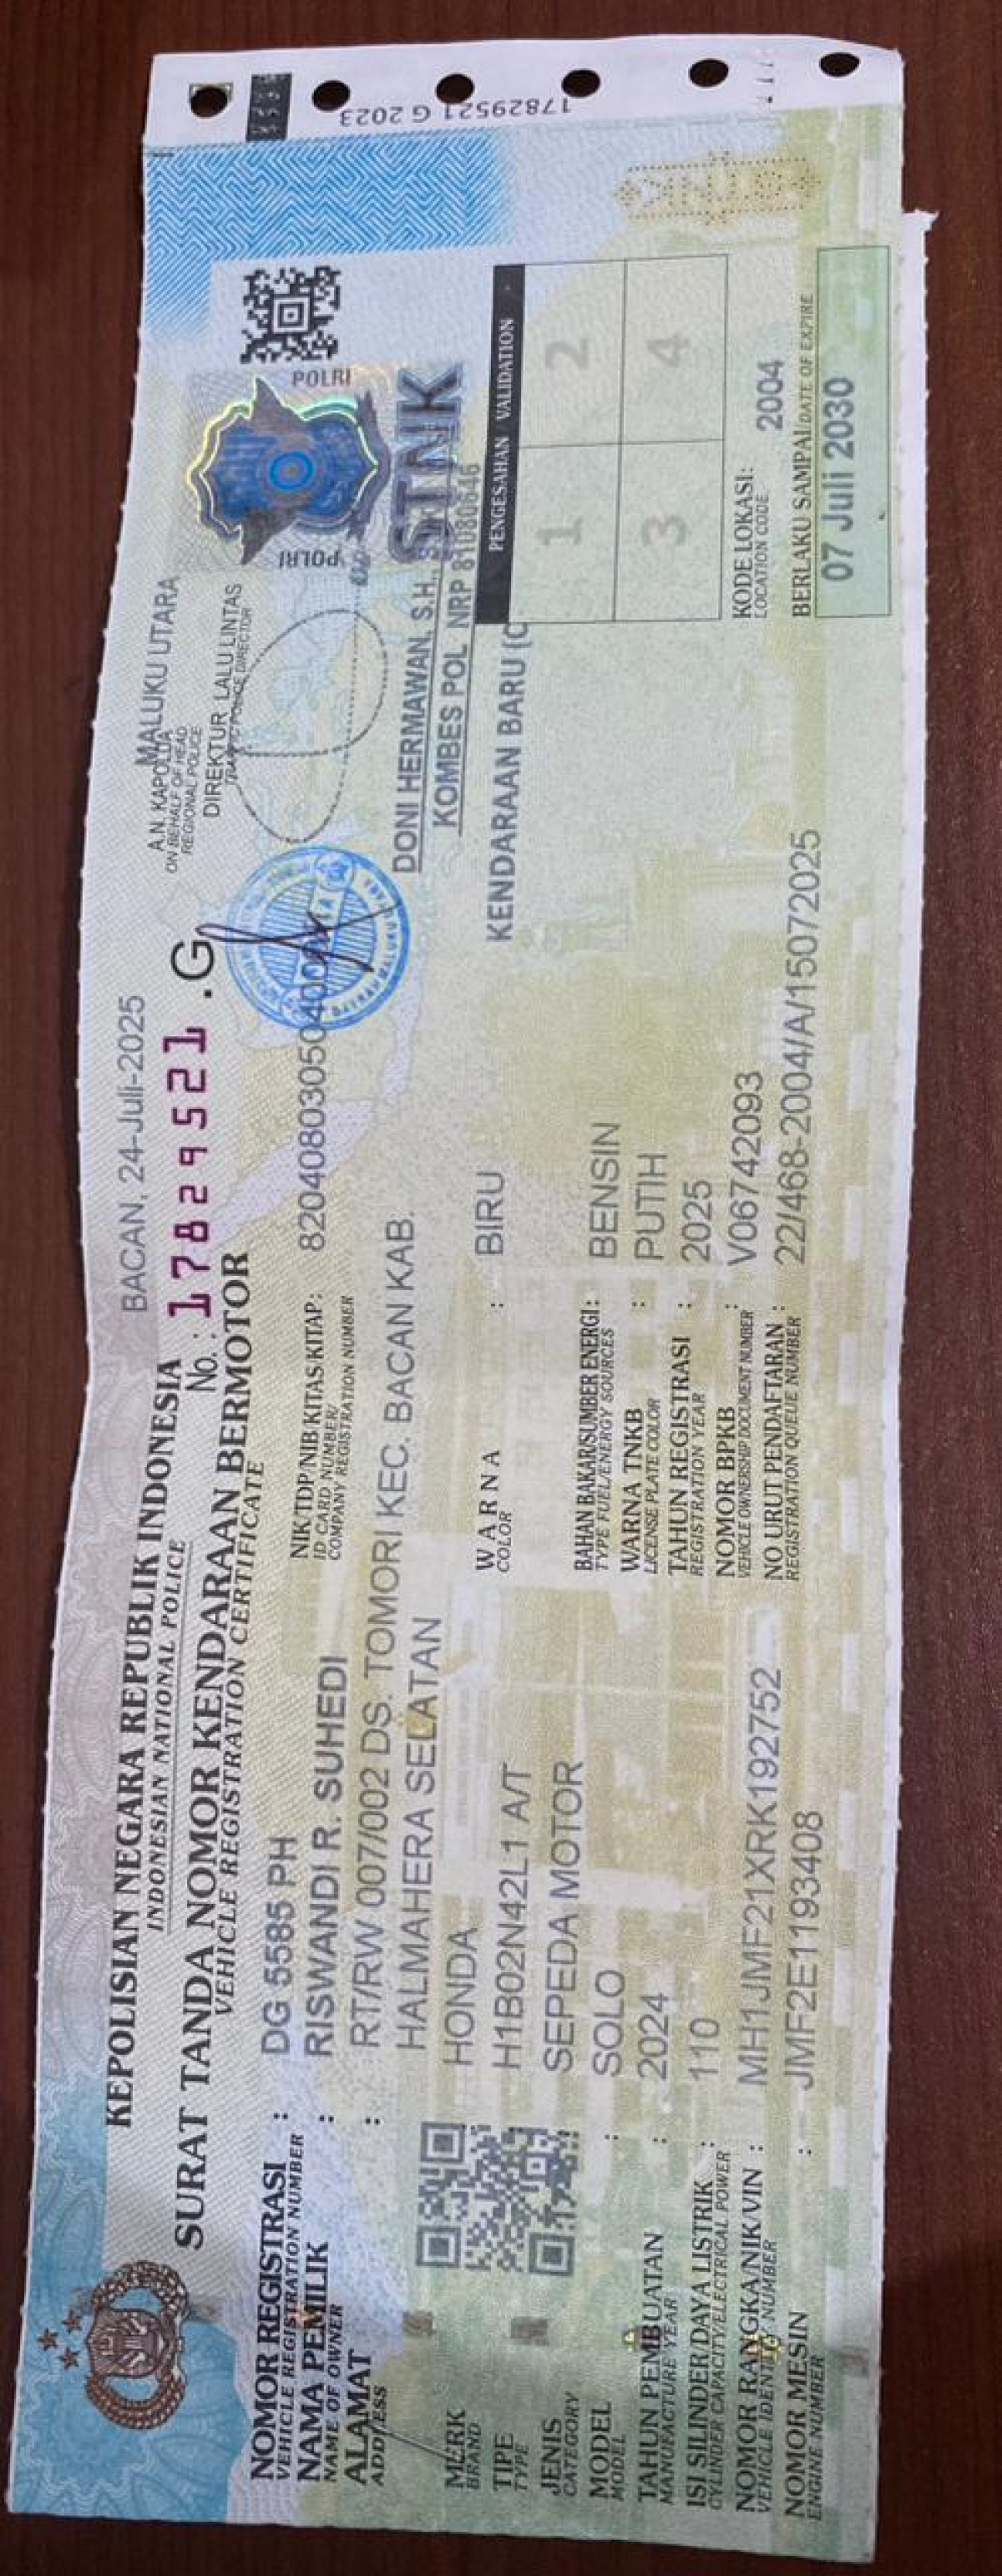 KEPOLISIAN NEGARA REPUBLIK INDONESIA
INDONESIAN NATIONAL POLICE
SURAT TANDA NOMOR KENDARAAN BERMOTOR
VEHICLE REGISTRATION CERTIFICATE
BACAN, 24-Juli-2025
No. : 17829521 .G
A.N. KAPOLDA MALUKU UTARA
ON BEHALF OF HEAD
REGIONAL POLICE
DIREKTUR LALU LINTAS
TRAFFIC POLICE DIRECTOR
NOMOR REGISTRASI : DG 5585 PH
VEHICLE REGISTRATION NUMBER
NAMA PEMILIK : RISWANDI R. SUHEDI
NAME OF OWNER
NIK/TDP/NIB/KITAS/KITAP: 820408030504000
ID CARD NUMBER/
COMPANY REGISTRATION NUMBER
ALAMAT : RT/RW 007/002 DS. TOMORI KEC. BACAN KAB.
ADDRESS
HALMAHERA SELATAN
MERK HONDA
BRAND
TIPE H1B02N42L1 A/T
TYPE
JENIS SEPEDA MOTOR
CATEGORY
MODEL : SOLO
MODEL
TAHUN PEMBUATAN : 2024
MANUFACTURE YEAR
ISI SILINDER/DAYA LISTRIK : 110
CYLINDER CAPACITY/ELECTRICAL POWER
NOMOR RANGKA/NIK/VIN : MH1JMF21XRK192752
VEHICLE IDENTITY NUMBER
NOMOR MESIN : JMF2E1193408
ENGINE NUMBER
WARNA : BIRU
COLOR
BAHAN BAKAR/SUMBER ENERGI : BENSIN
TYPE FUEL/ENERGY SOURCES
WARNA TNKB : PUTIH
LICENSE PLATE COLOR
TAHUN REGISTRASI : 2025
REGISTRATION YEAR
NOMOR BPKB : V06742093
VEHICLE OWNERSHIP DOCUMENT NUMBER
NO URUT PENDAFTARAN : 22/468-2004/A/15072025
REGISTRATION QUEUE NUMBER
POLRI
POLRI
STNK
DONI HERMAWAN, S.H.,
KOMBES POL NRP 81080646
KENDARAAN BARU (C
PENGESAHAN / VALIDATION
1 2
3 4
KODE LOKASI: 2004
LOCATION CODE
BERLAKU SAMPAI/DATE OF EXPIRE
07 Juli 2030
17829521 G 2023